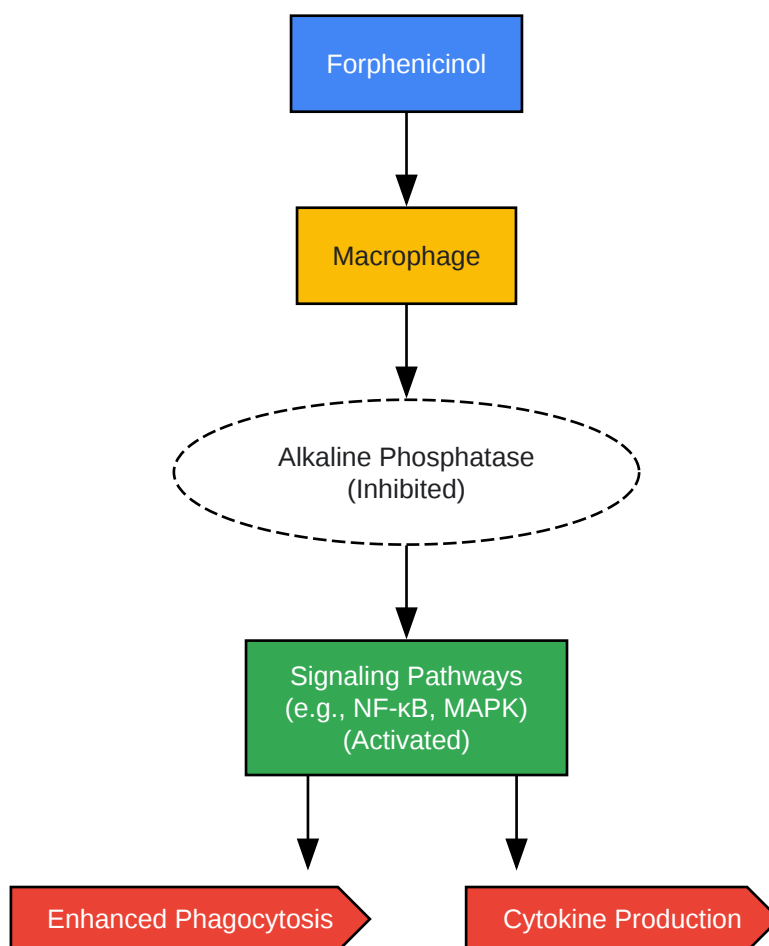 Forphenicinol
Macrophage
Alkaline Phosphatase
(Inhibited)
Signaling Pathways
(e.g., NF-κB, MAPK)
(Activated)
Enhanced Phagocytosis
Cytokine Production